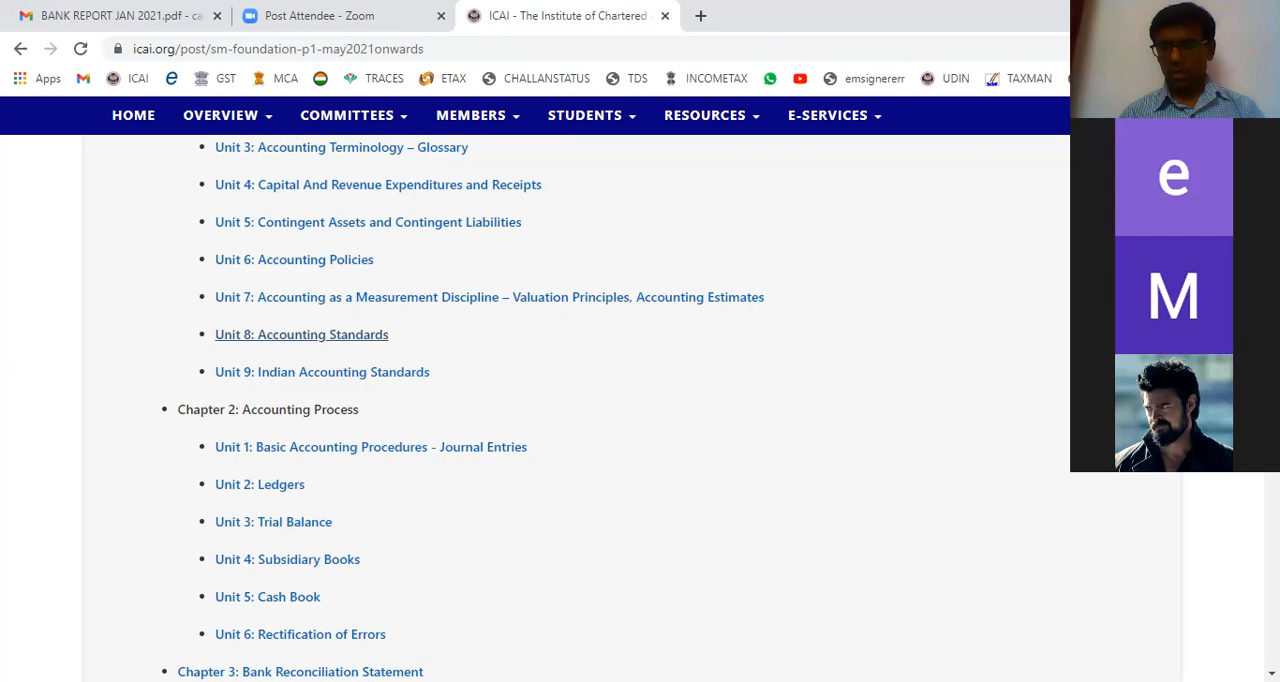 BANK REPORT JAN 2021.pdf - ca
Post Attendee - Zoom
ICAI - The Institute of Chartered
icai.org/post/sm-foundation-p1-may2021onwards
Apps ICAI GST MCA TRACES ETAX CHALLANSTATUS TDS INCOMETAX emsignererr UDIN TAXMAN
HOME OVERVIEW COMMITTEES MEMBERS STUDENTS RESOURCES E-SERVICES
• Unit 3: Accounting Terminology – Glossary
• Unit 4: Capital And Revenue Expenditures and Receipts
• Unit 5: Contingent Assets and Contingent Liabilities
• Unit 6: Accounting Policies
• Unit 7: Accounting as a Measurement Discipline – Valuation Principles, Accounting Estimates
• Unit 8: Accounting Standards
• Unit 9: Indian Accounting Standards
• Chapter 2: Accounting Process
• Unit 1: Basic Accounting Procedures - Journal Entries
• Unit 2: Ledgers
• Unit 3: Trial Balance
• Unit 4: Subsidiary Books
• Unit 5: Cash Book
• Unit 6: Rectification of Errors
• Chapter 3: Bank Reconciliation Statement
e
M